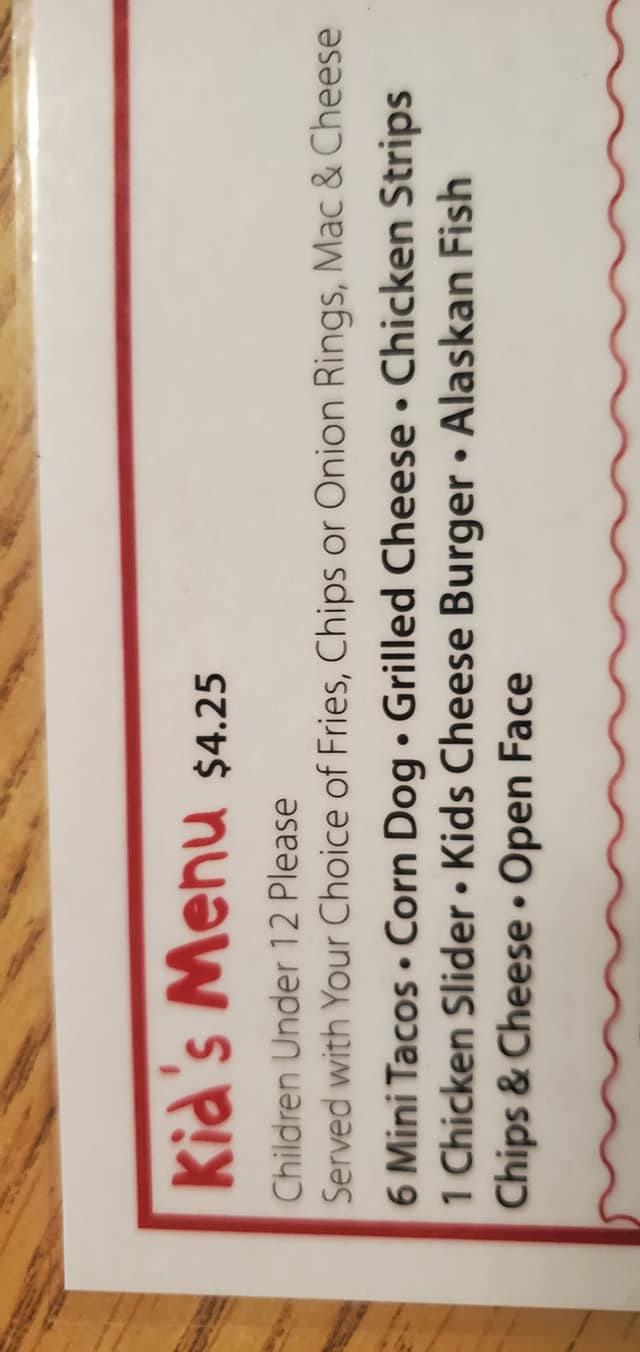 Kid's Menu $4.25
Children Under 12 Please
Served with Your Choice of Fries, Chips or Onion Rings, Mac & Cheese
6 Mini Tacos • Corn Dog • Grilled Cheese • Chicken Strips
1 Chicken Slider • Kids Cheese Burger • Alaskan Fish
Chips & Cheese • Open Face